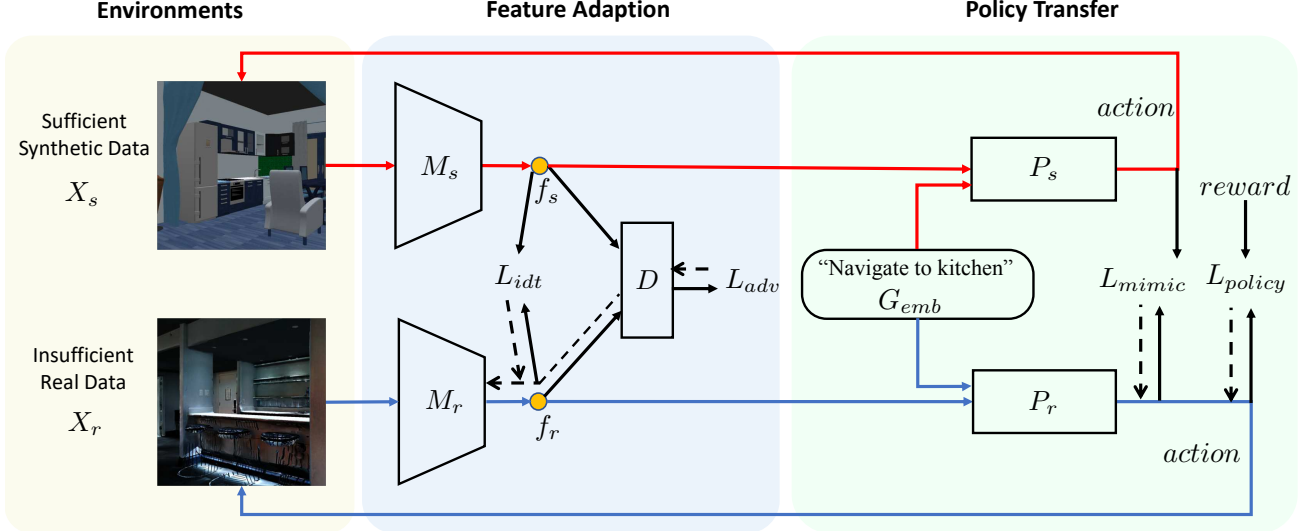 Environments
Feature Adaption
Policy Transfer
Sufficient
Synthetic Data
X_s
M_s
f_s
P_s
action
reward
L_idt
D
L_adv
"Navigate to kitchen"
G_emb
L_mimic
L_policy
Insufficient
Real Data
X_r
M_r
f_r
P_r
action